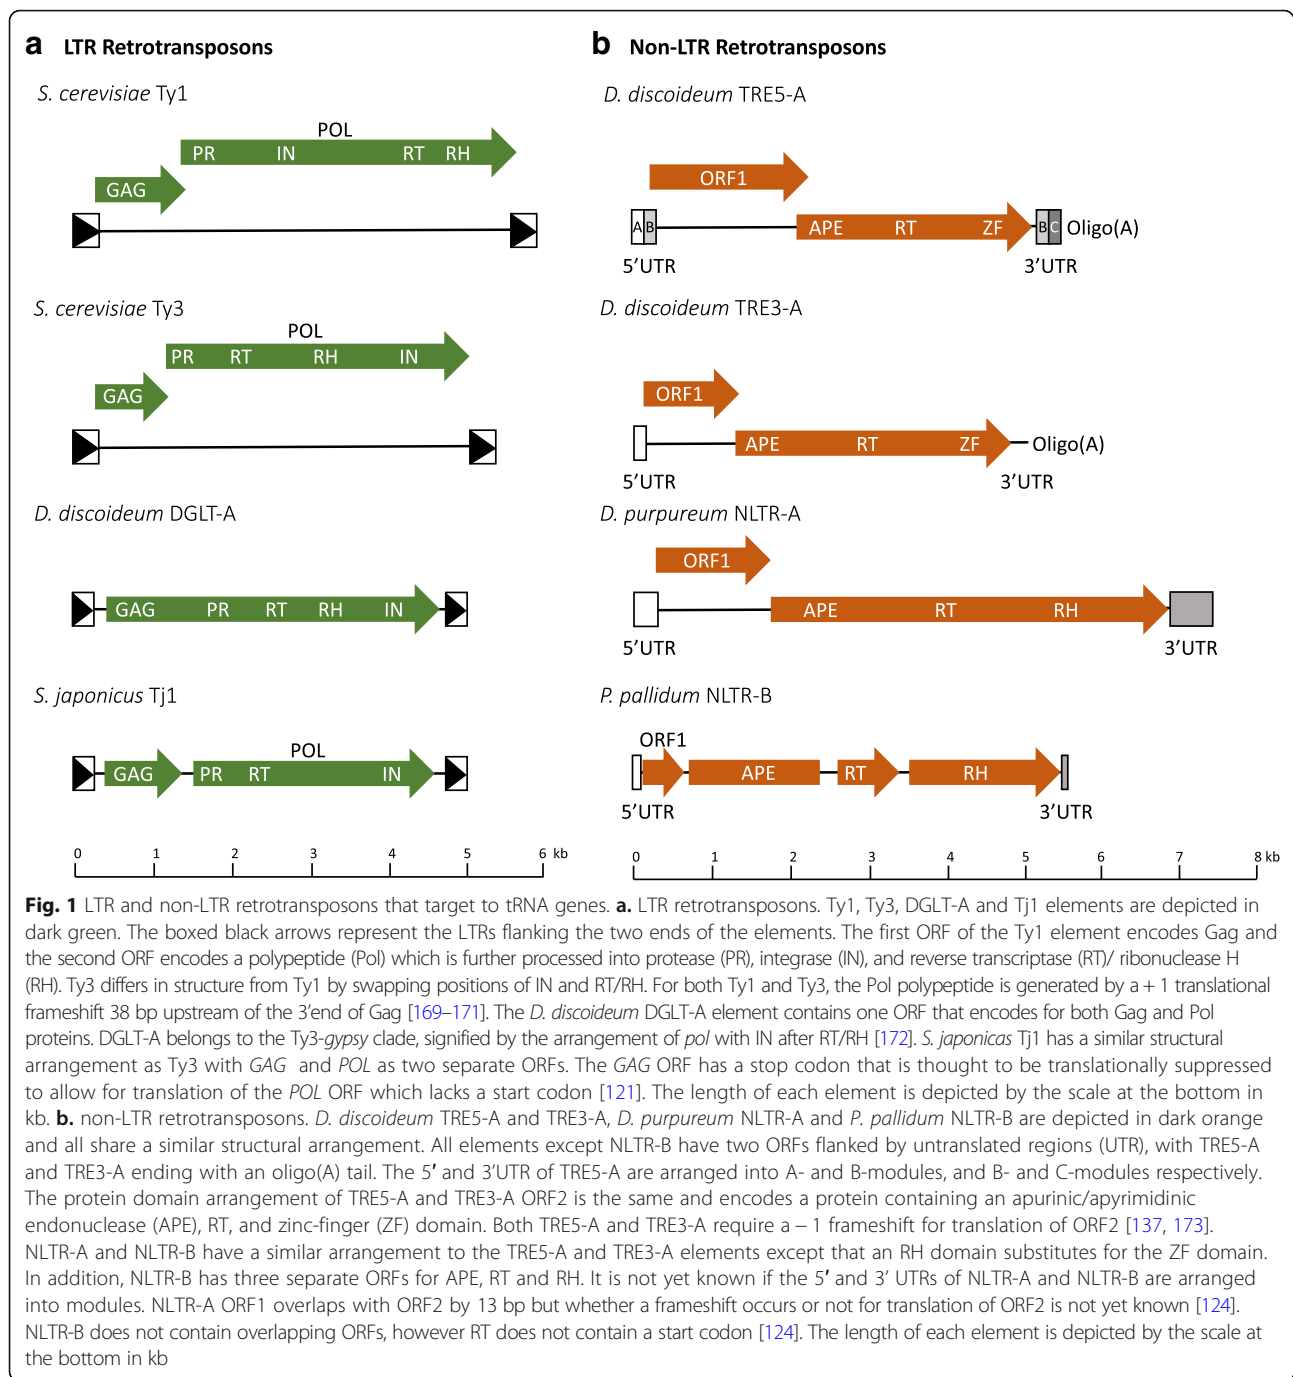 a LTR Retrotransposons
S. cerevisiae Ty1
POL
PR IN RT RH
GAG
S. cerevisiae Ty3
POL
PR RT RH IN
GAG
D. discoideum DGLT-A
GAG PR RT RH IN
S. japonicus Tj1
POL
GAG PR RT IN
0 1 2 3 4 5 6 kb
b Non-LTR Retrotransposons
D. discoideum TRE5-A
ORF1
A B APE RT ZF B C Oligo(A)
5’UTR 3’UTR
D. discoideum TRE3-A
ORF1
APE RT ZF Oligo(A)
5’UTR 3’UTR
D. purpureum NLTR-A
ORF1
APE RT RH
5’UTR 3’UTR
P. pallidum NLTR-B
ORF1
APE RT RH
5’UTR 3’UTR
0 1 2 3 4 5 6 7 8 kb
Fig. 1 LTR and non-LTR retrotransposons that target to tRNA genes. a. LTR retrotransposons. Ty1, Ty3, DGLT-A and Tj1 elements are depicted in
dark green. The boxed black arrows represent the LTRs flanking the two ends of the elements. The first ORF of the Ty1 element encodes Gag and
the second ORF encodes a polypeptide (Pol) which is further processed into protease (PR), integrase (IN), and reverse transcriptase (RT)/ ribonuclease H
(RH). Ty3 differs in structure from Ty1 by swapping positions of IN and RT/RH. For both Ty1 and Ty3, the Pol polypeptide is generated by a + 1 translational
frameshift 38 bp upstream of the 3’end of Gag [169–171]. The D. discoideum DGLT-A element contains one ORF that encodes for both Gag and Pol
proteins. DGLT-A belongs to the Ty3-gypsy clade, signified by the arrangement of pol with IN after RT/RH [172]. S. japonicas Tj1 has a similar structural
arrangement as Ty3 with GAG and POL as two separate ORFs. The GAG ORF has a stop codon that is thought to be translationally suppressed
to allow for translation of the POL ORF which lacks a start codon [121]. The length of each element is depicted by the scale at the bottom in
kb. b. non-LTR retrotransposons. D. discoideum TRE5-A and TRE3-A, D. purpureum NLTR-A and P. pallidum NLTR-B are depicted in dark orange
and all share a similar structural arrangement. All elements except NLTR-B have two ORFs flanked by untranslated regions (UTR), with TRE5-A
and TRE3-A ending with an oligo(A) tail. The 5′ and 3’UTR of TRE5-A are arranged into A- and B-modules, and B- and C-modules respectively.
The protein domain arrangement of TRE5-A and TRE3-A ORF2 is the same and encodes a protein containing an apurinic/apyrimidinic
endonuclease (APE), RT, and zinc-finger (ZF) domain. Both TRE5-A and TRE3-A require a − 1 frameshift for translation of ORF2 [137, 173].
NLTR-A and NLTR-B have a similar arrangement to the TRE5-A and TRE3-A elements except that an RH domain substitutes for the ZF domain.
In addition, NLTR-B has three separate ORFs for APE, RT and RH. It is not yet known if the 5′ and 3’ UTRs of NLTR-A and NLTR-B are arranged
into modules. NLTR-A ORF1 overlaps with ORF2 by 13 bp but whether a frameshift occurs or not for translation of ORF2 is not yet known [124].
NLTR-B does not contain overlapping ORFs, however RT does not contain a start codon [124]. The length of each element is depicted by the scale at
the bottom in kb